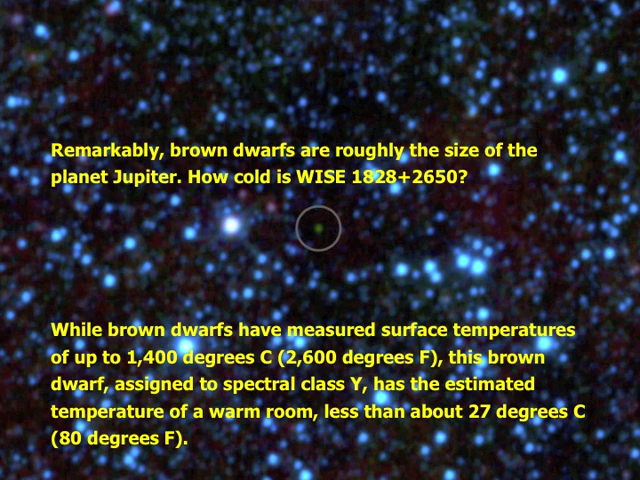 Remarkably, brown dwarfs are roughly the size of the
planet Jupiter. How cold is WISE 1828+2650?
While brown dwarfs have measured surface temperatures
of up to 1,400 degrees C (2,600 degrees F), this brown
dwarf, assigned to spectral class Y, has the estimated
temperature of a warm room, less than about 27 degrees C
(80 degrees F).